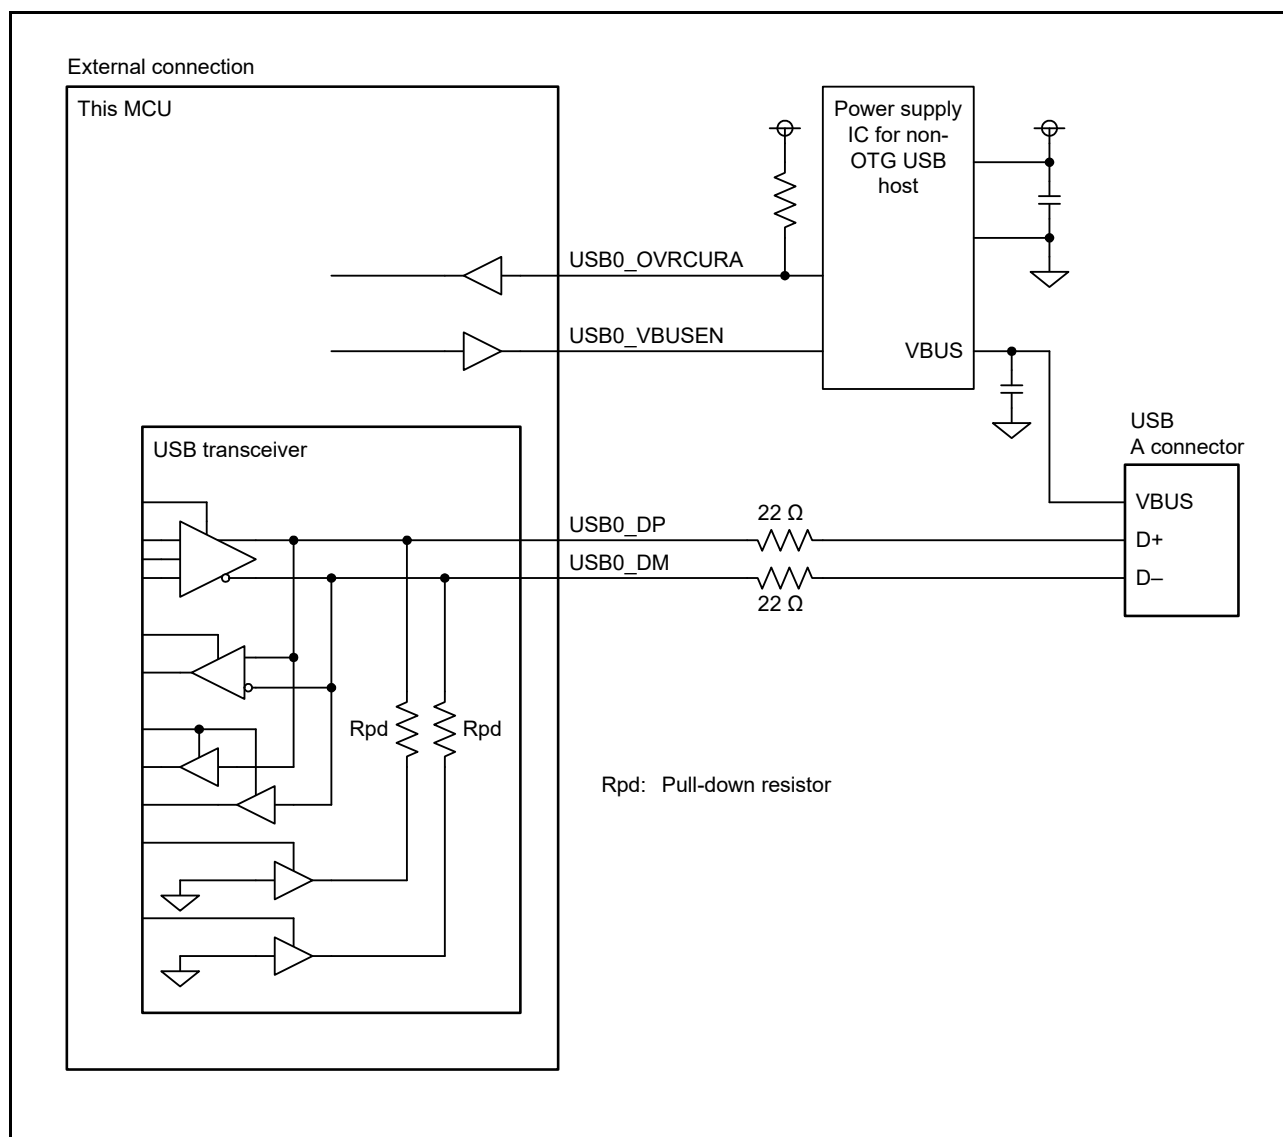 External connection
This MCU
Power supply
IC for non-
OTG USB
host
USB0_OVRCURA
USB0_VBUSEN
VBUS
USB
A connector
USB transceiver
VBUS
USB0_DP
22 Ω
D+
USB0_DM
D–
22 Ω
Rpd
Rpd
Rpd: Pull-down resistor